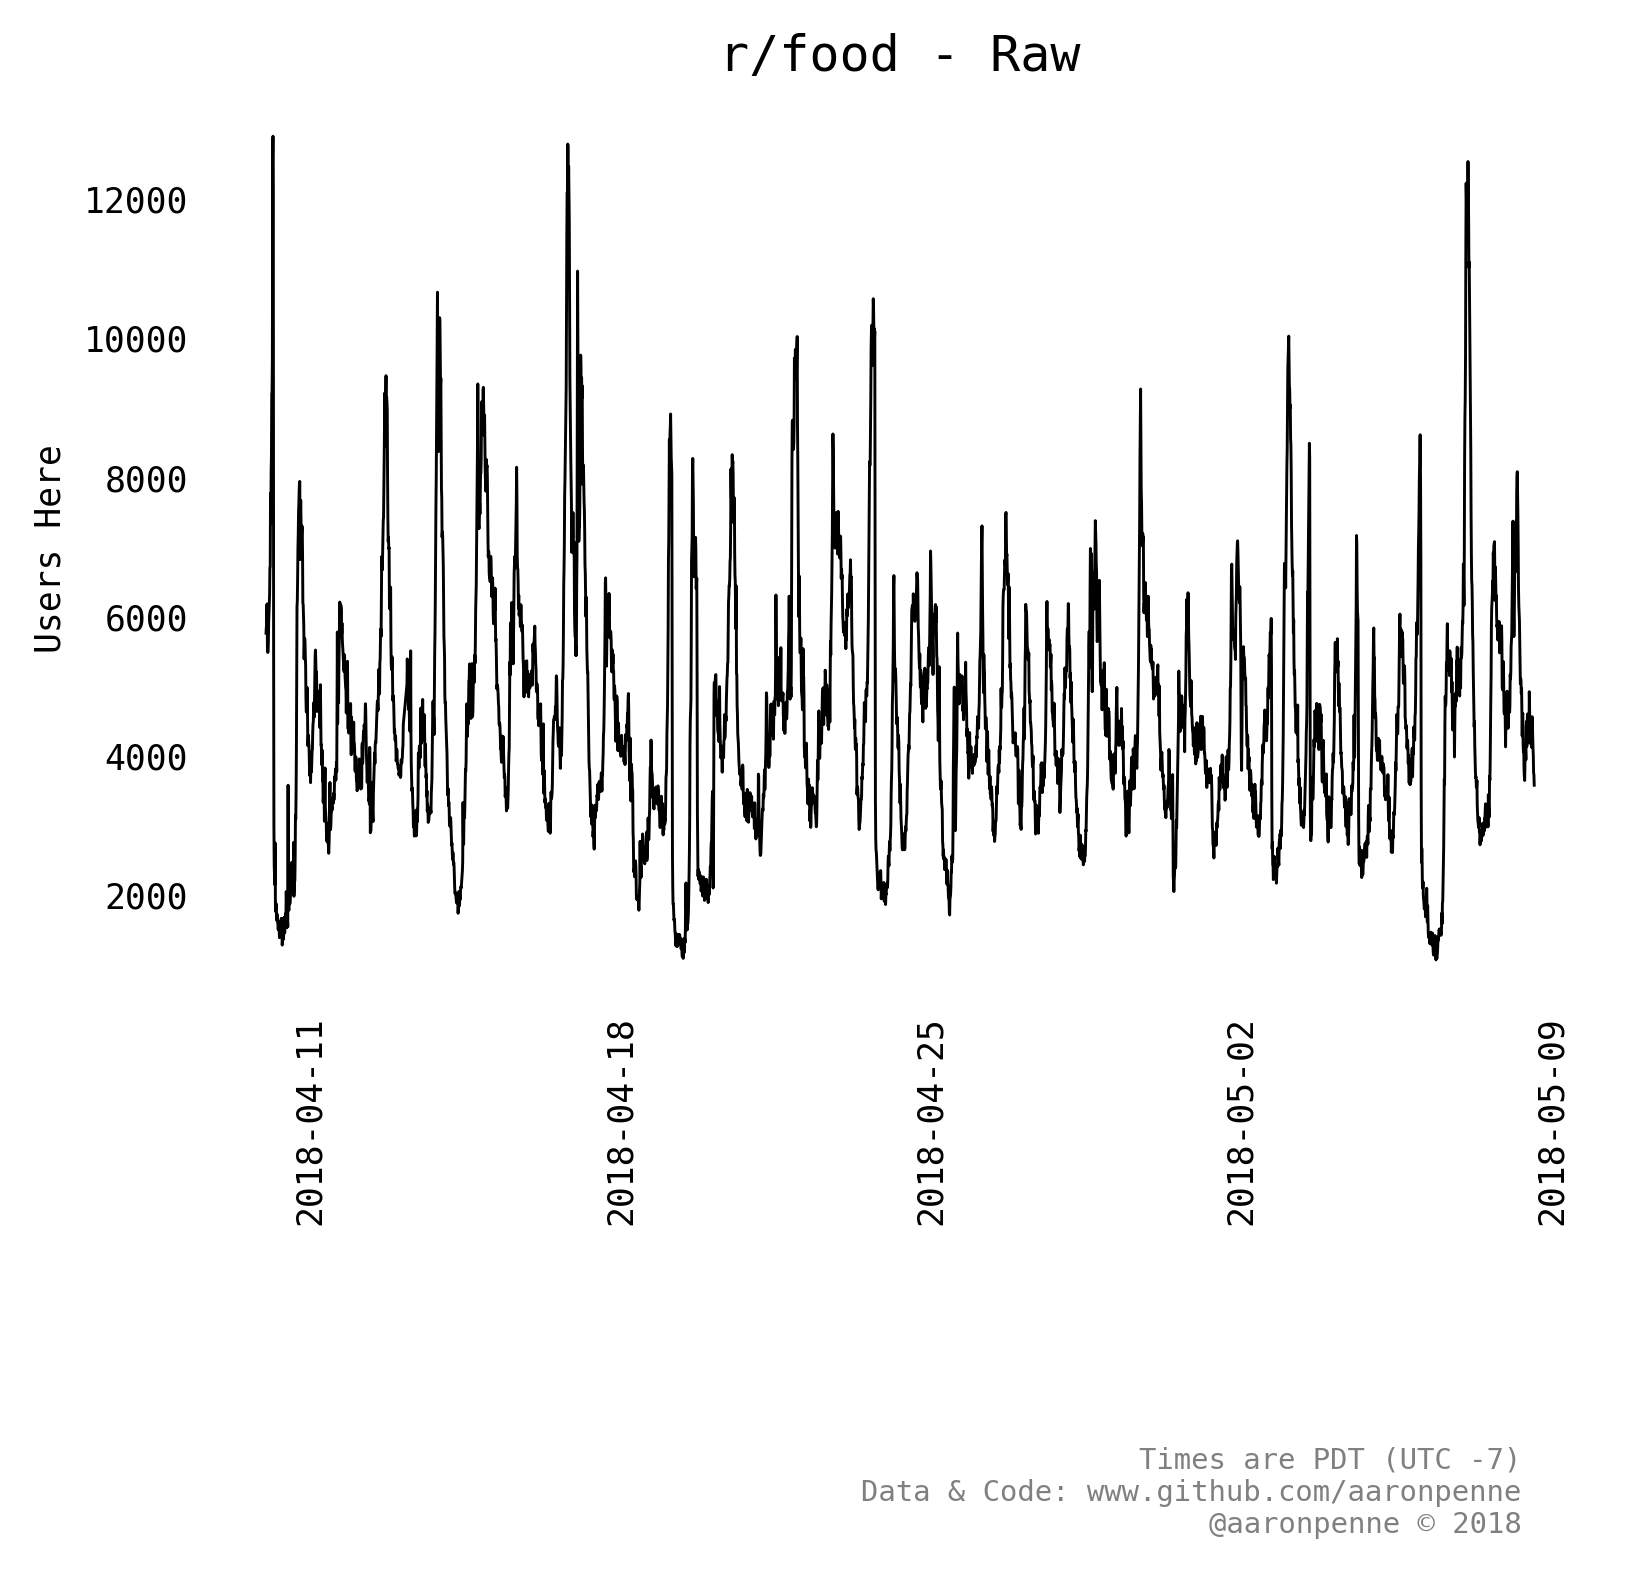 r/food - Raw
Users Here
12000
10000
8000
6000
4000
2000
2018-04-11
2018-04-18
2018-04-25
2018-05-02
2018-05-09
Times are PDT (UTC -7)
Data & Code: www.github.com/aaronpenne
@aaronpenne © 2018